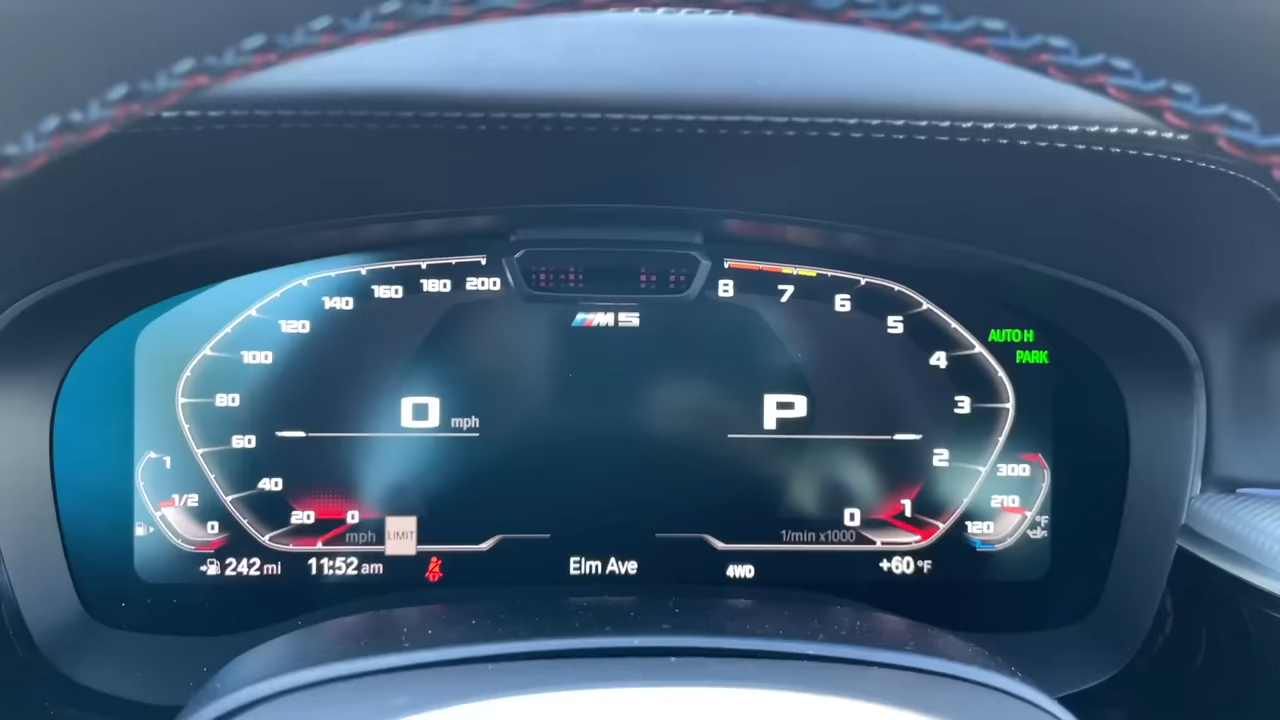 200
180
160
140
120
100
80
60
40
20
0
mph
LIMIT
0 mph
1
1/2
0
242 mi
11:52 am
M5
Elm Ave
8
7
6
5
4
3
2
1
0
1/min x1000
P
AUTO H
PARK
300
210
120
°F
4WD
+60 °F